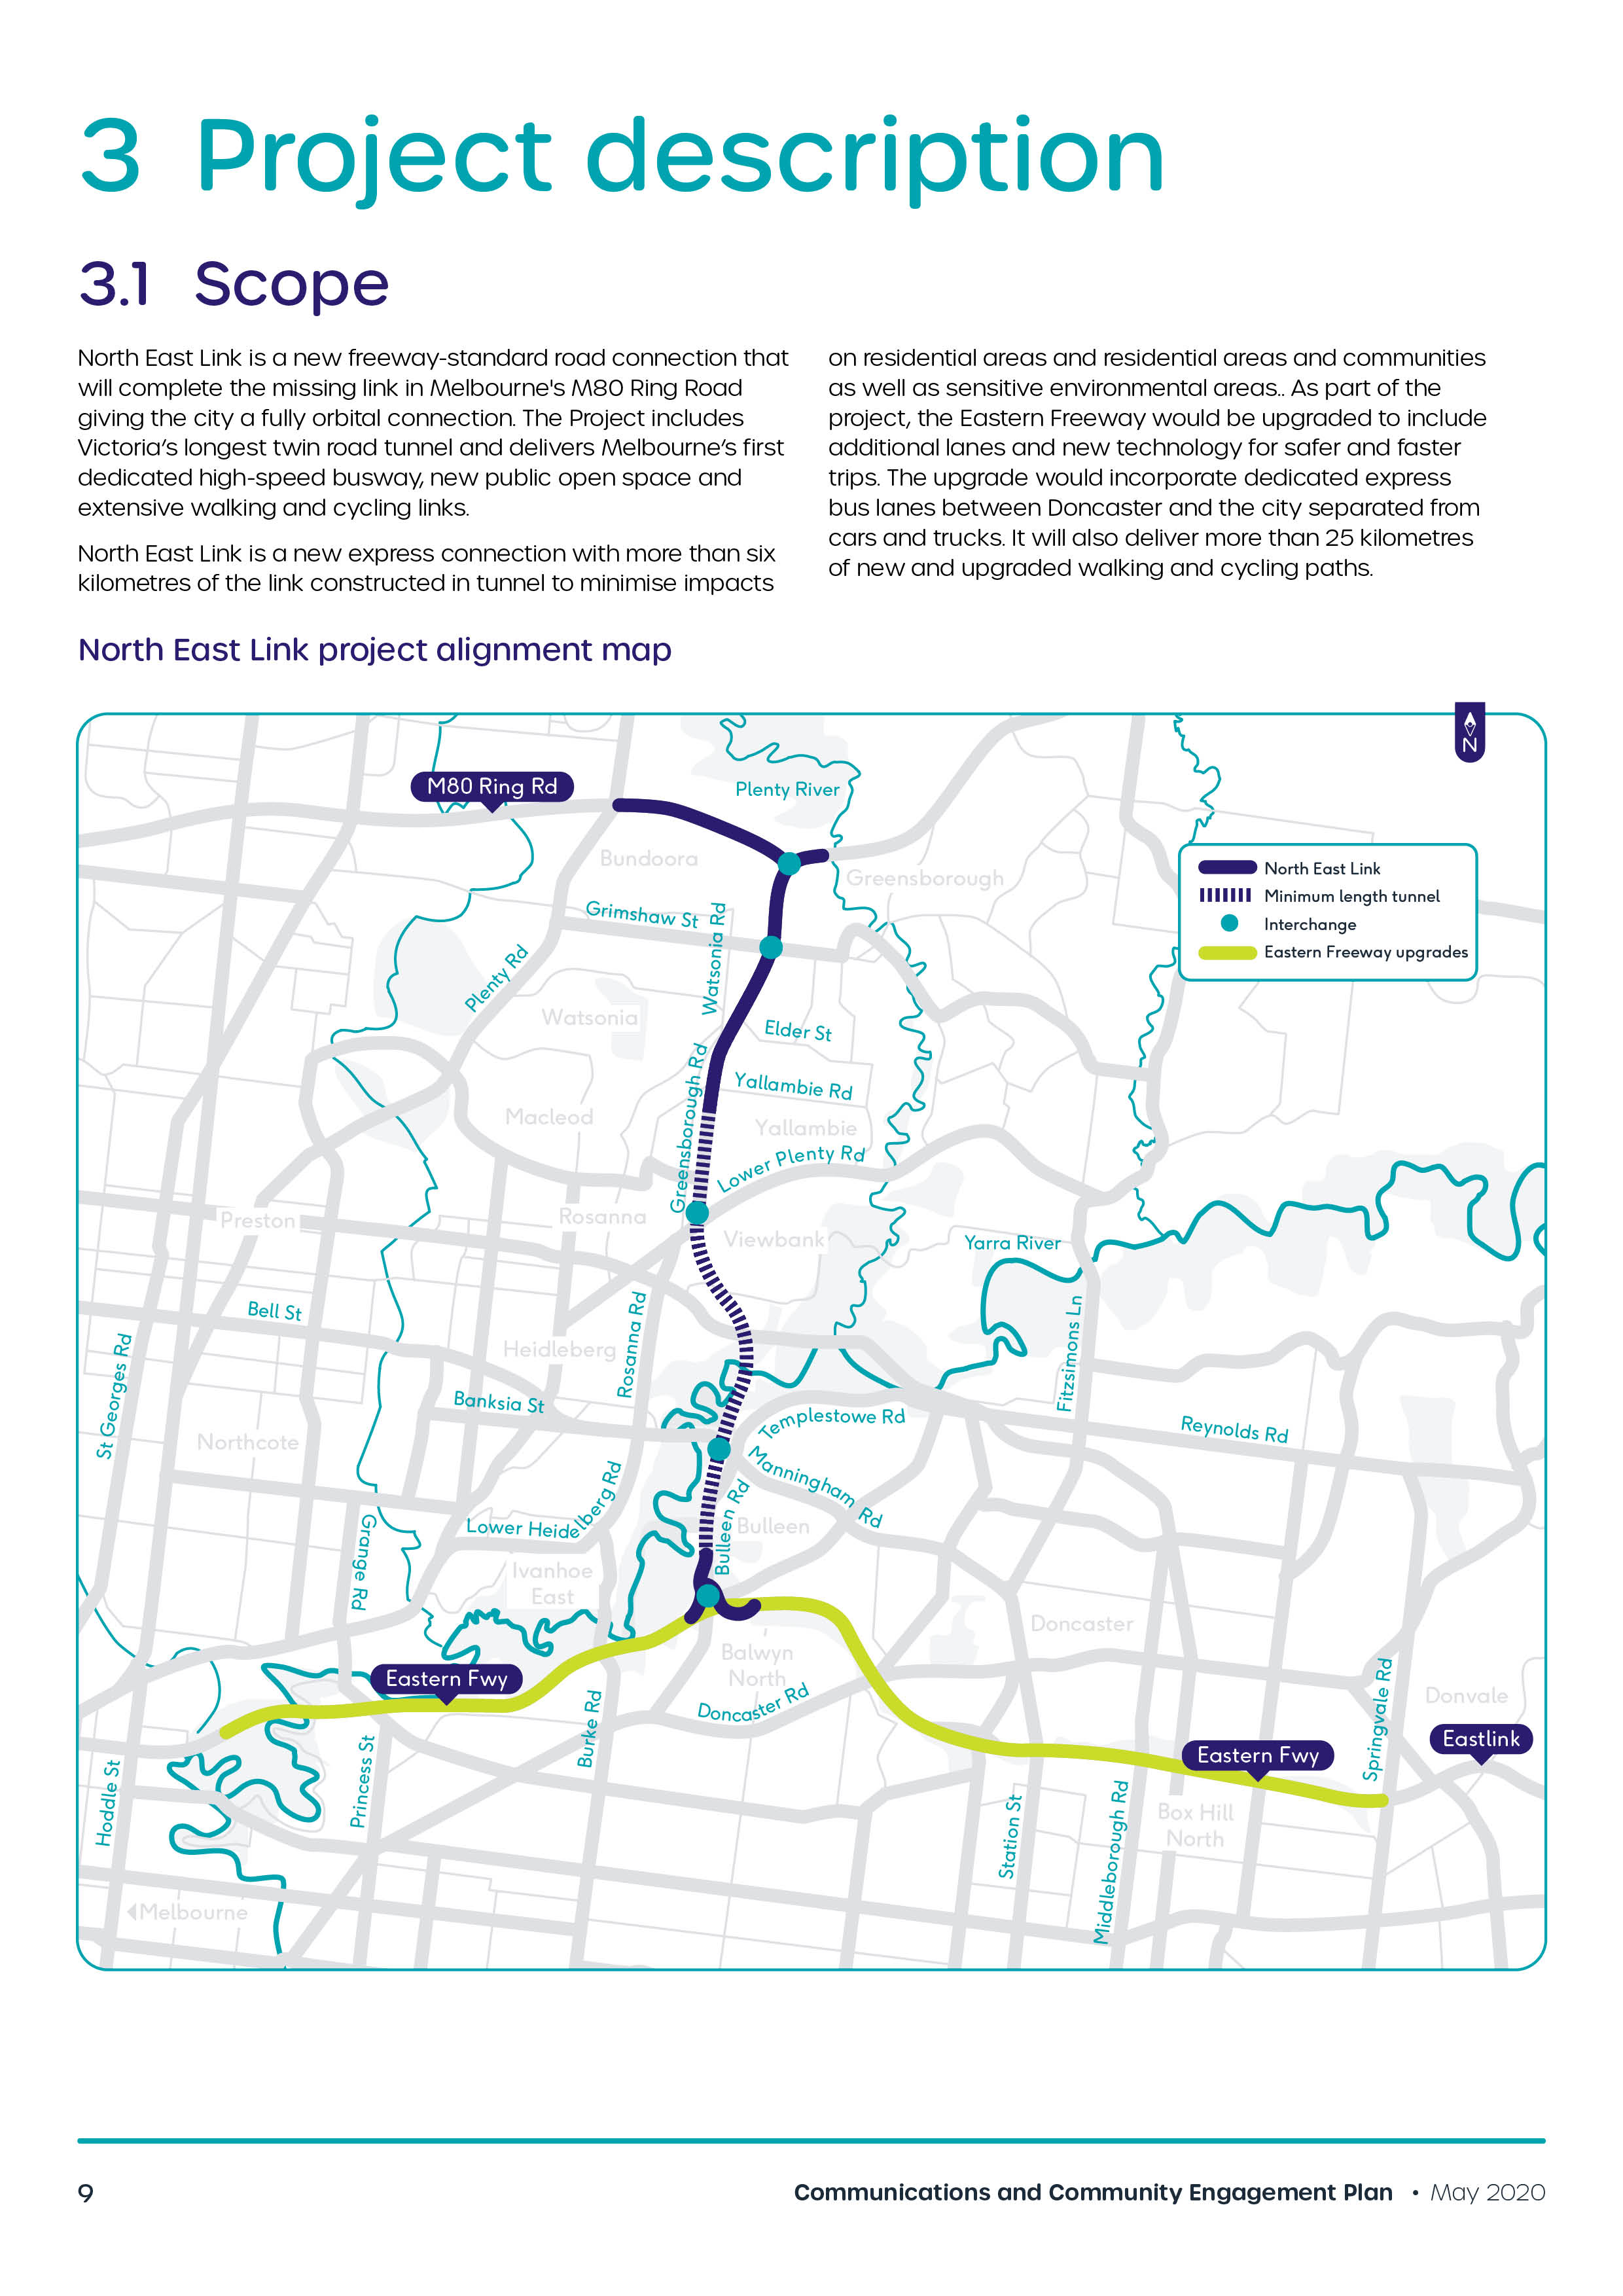 3 Project description
3.1 Scope
North East Link is a new freeway-standard road connection that
will complete the missing link in Melbourne's M80 Ring Road
giving the city a fully orbital connection. The Project includes
Victoria’s longest twin road tunnel and delivers Melbourne’s first
dedicated high-speed busway, new public open space and
extensive walking and cycling links.
North East Link is a new express connection with more than six
kilometres of the link constructed in tunnel to minimise impacts
on residential areas and residential areas and communities
as well as sensitive environmental areas.. As part of the
project, the Eastern Freeway would be upgraded to include
additional lanes and new technology for safer and faster
trips. The upgrade would incorporate dedicated express
bus lanes between Doncaster and the city separated from
cars and trucks. It will also deliver more than 25 kilometres
of new and upgraded walking and cycling paths.
North East Link project alignment map
N
M80 Ring Rd
Plenty River
Bundoora
Greensborough
North East Link
Minimum length tunnel
Interchange
Eastern Freeway upgrades
Grimshaw St
Watsonia Rd
Plenty Rd
Watsonia
Elder St
Greensborough Rd
Yallambie Rd
Macleod
Yallambie
Lower Plenty Rd
Preston
Rosanna
Viewbank
Yarra River
Bell St
St Georges Rd
Heidleberg
Rosanna Rd
Fitzsimons Ln
Banksia St
Templestowe Rd
Reynolds Rd
Northcote
Manningham Rd
Lower Heidelberg Rd
Bulleen Rd
Bulleen
Grange Rd
Ivanhoe
East
Doncaster
Balwyn
North
Eastern Fwy
Doncaster Rd
Burke Rd
Springvale Rd
Donvale
Eastlink
Eastern Fwy
Hoddle St
Princess St
Station St
Middleborough Rd
Box Hill
North
Melbourne
9
Communications and Community Engagement Plan • May 2020